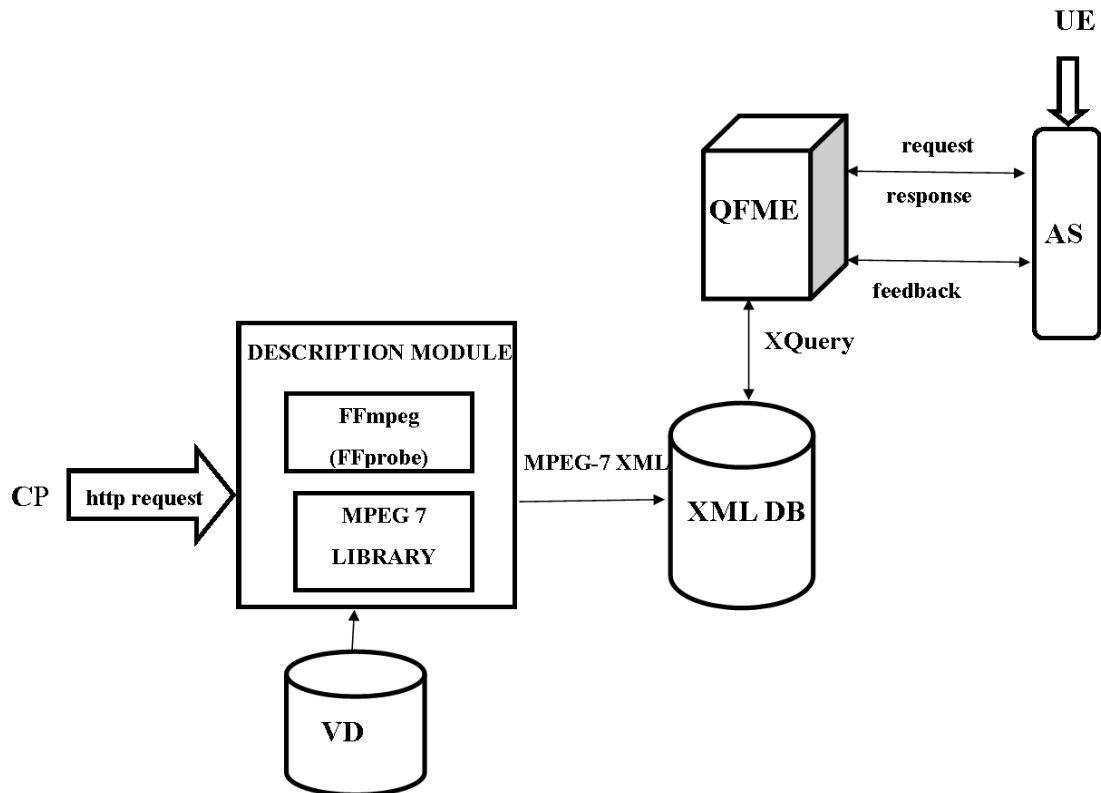 UE
request
QFME
response
AS
feedback
XQuery
DESCRIPTION MODULE
FFmpeg
(FFprobe)
MPEG-7 XML
CP
http request
MPEG 7
LIBRARY
XML DB
VD